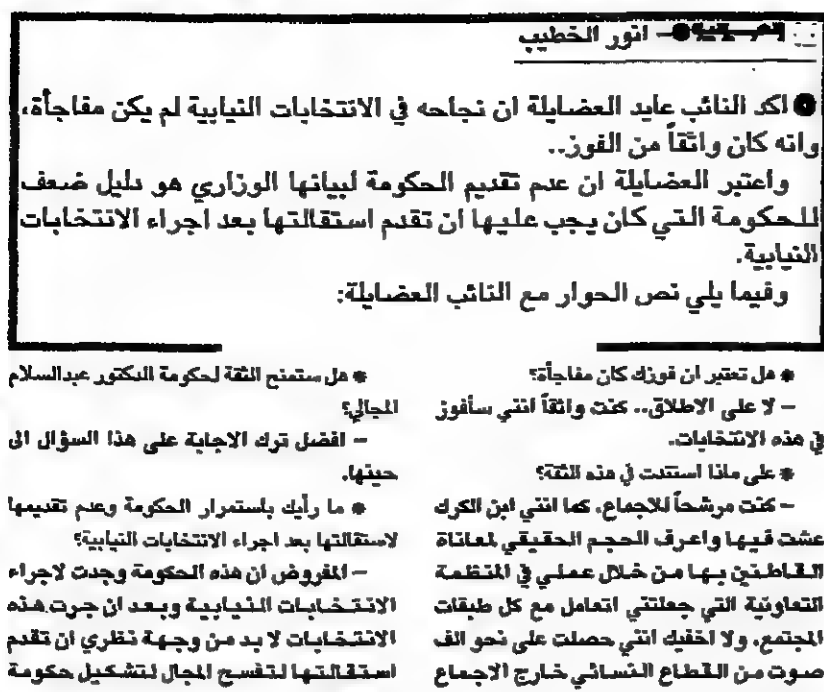 – انور الخطيب
اكد النائب عايد العضايلة ان نجاحه في الانتخابات النيابية لم يكن مفاجأة،
وانه كان واثقاً من الفوز..
واعتبر العضايلة ان عدم تقديم الحكومة لبيانها الوزاري هو دليل ضعف
للحكومة التي كان يجب عليها ان تقدم استقالتها بعد اجراء الانتخابات
النيابية.
وفيما يلي نص الحوار مع النائب العضايلة:
* هل تعتبر ان فوزك كان مفاجأة؟
– لا على الاطلاق.. كنت واثقاً انني سأفوز
في هذه الانتخابات.
* على ماذا استندت في هذه الثقة؟
– كنت مرشحاً للاجماع، كما انني ابن الكرك
عشت فيها واعرف الحجم الحقيقي لمعاناة
القاطنين بها من خلال عملي في المنظمة
التعاونية التي جعلتني اتعامل مع كل طبقات
المجتمع، ولا اخفيك انني حصلت على نحو الف
صوت من القطاع النسائي خارج الاجماع
* هل ستمنح الثقة لحكومة الدكتور عبدالسلام
المجالي؟
– افضل ترك الاجابة على هذا السؤال الى
حينها.
* ما رأيك باستمرار الحكومة وعدم تقديمها
لاستقالتها بعد اجراء الانتخابات النيابية؟
– المفروض ان هذه الحكومة وجدت لاجراء
الانتخابات النيابية وبعد ان جرت هذه
الانتخابات لا بد من وجهة نظري ان تقدم
استقالتها لتفسح المجال لتشكيل حكومة